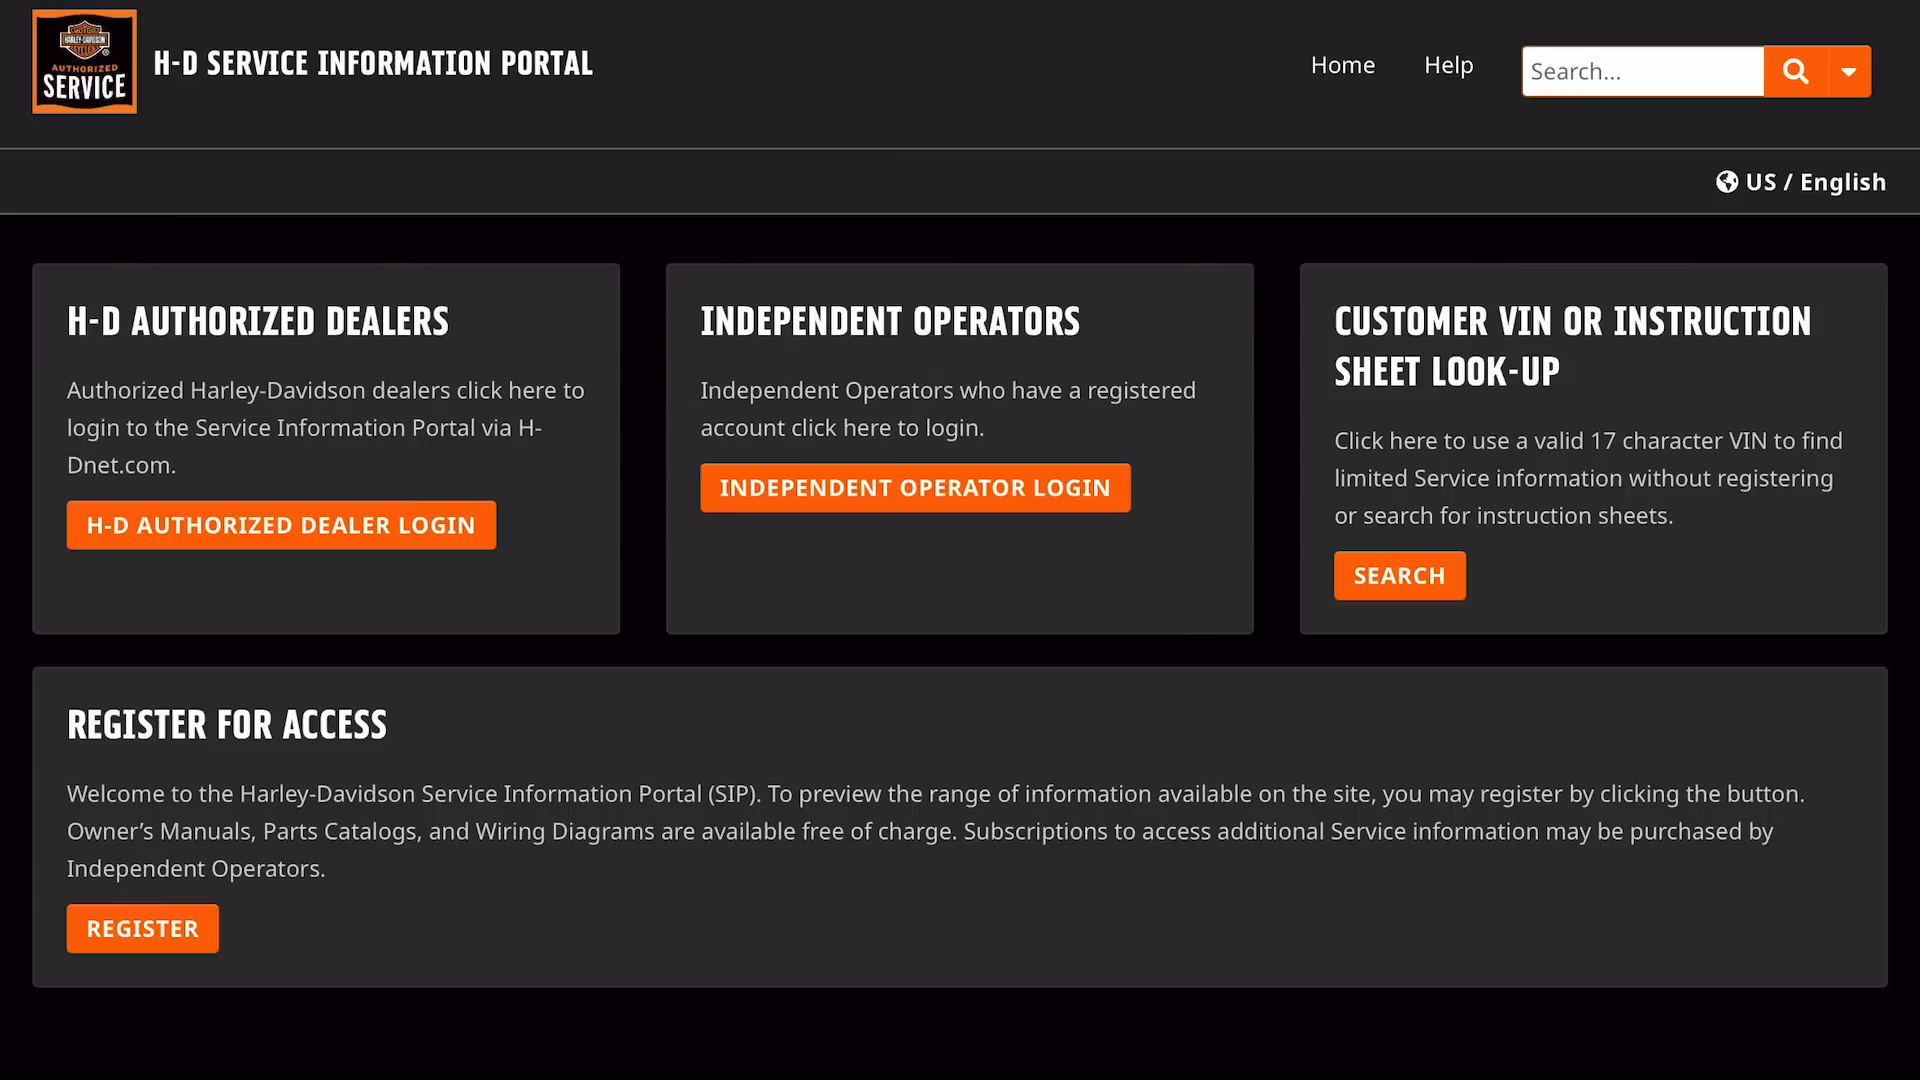 MOTOR
HARLEY-DAVIDSON
CYCLES
AUTHORIZED
SERVICE
H-D SERVICE INFORMATION PORTAL
Home
Help
Search...
US / English
H-D AUTHORIZED DEALERS
Authorized Harley-Davidson dealers click here to
login to the Service Information Portal via H-
Dnet.com.
H-D AUTHORIZED DEALER LOGIN
INDEPENDENT OPERATORS
Independent Operators who have a registered
account click here to login.
INDEPENDENT OPERATOR LOGIN
CUSTOMER VIN OR INSTRUCTION
SHEET LOOK-UP
Click here to use a valid 17 character VIN to find
limited Service information without registering
or search for instruction sheets.
SEARCH
REGISTER FOR ACCESS
Welcome to the Harley-Davidson Service Information Portal (SIP). To preview the range of information available on the site, you may register by clicking the button.
Owner’s Manuals, Parts Catalogs, and Wiring Diagrams are available free of charge. Subscriptions to access additional Service information may be purchased by
Independent Operators.
REGISTER